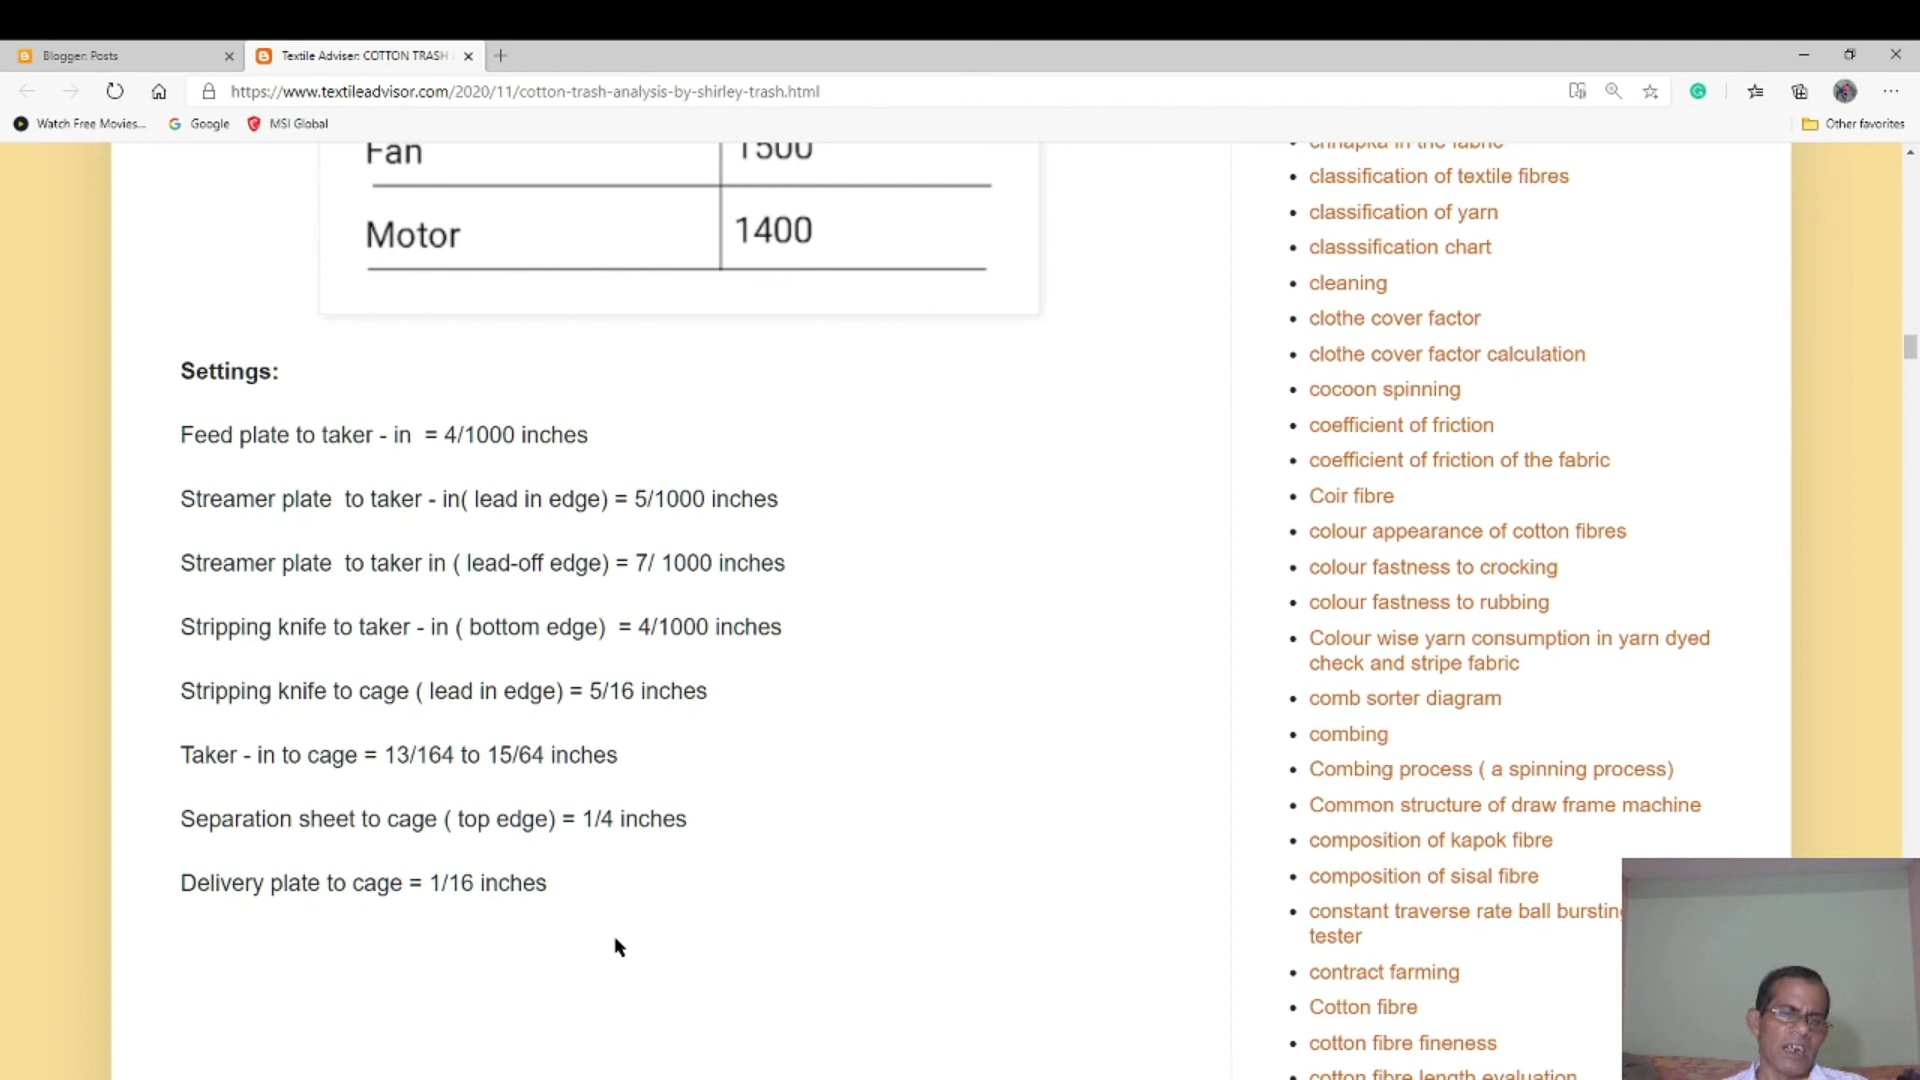 Blogger: Posts
Textile Adviser: COTTON TRASH
https://www.textileadvisor.com/2020/11/cotton-trash-analysis-by-shirley-trash.html
Watch Free Movies...
Google
MSI Global
Other favorites
Fan 1500
Motor 1400
Settings:
Feed plate to taker - in = 4/1000 inches
Streamer plate to taker - in( lead in edge) = 5/1000 inches
Streamer plate to taker in ( lead-off edge) = 7/ 1000 inches
Stripping knife to taker - in ( bottom edge) = 4/1000 inches
Stripping knife to cage ( lead in edge) = 5/16 inches
Taker - in to cage = 13/164 to 15/64 inches
Separation sheet to cage ( top edge) = 1/4 inches
Delivery plate to cage = 1/16 inches
chhapka in the fabric
classification of textile fibres
classification of yarn
classsification chart
cleaning
clothe cover factor
clothe cover factor calculation
cocoon spinning
coefficient of friction
coefficient of friction of the fabric
Coir fibre
colour appearance of cotton fibres
colour fastness to crocking
colour fastness to rubbing
Colour wise yarn consumption in yarn dyed
check and stripe fabric
comb sorter diagram
combing
Combing process ( a spinning process)
Common structure of draw frame machine
composition of kapok fibre
composition of sisal fibre
constant traverse rate ball bursting
tester
contract farming
Cotton fibre
cotton fibre fineness
cotton fibre length evaluation